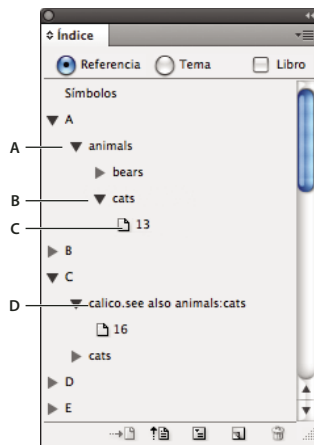 Índice
Referencia Tema Libro
Símbolos
A
A animals
bears
B cats
C 13
B
C
D calico.see also animals:cats
16
cats
D
E